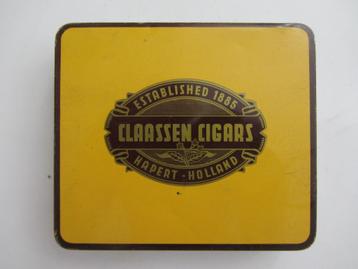 ESTABLISHED 1885
CLAASSEN CIGARS
HAPERT - HOLLAND